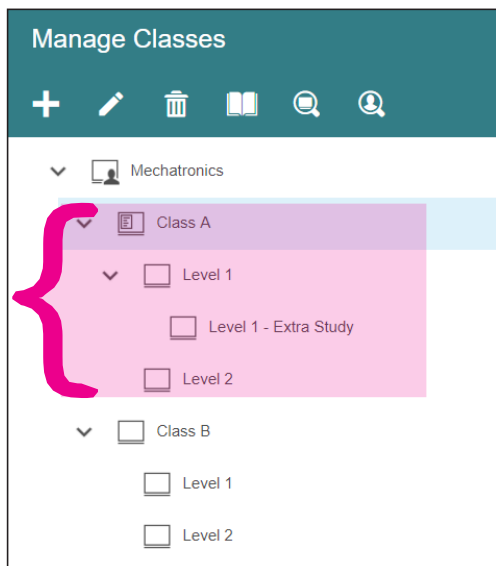 Manage Classes
Mechatronics
Class A
Level 1
Level 1 - Extra Study
Level 2
Class B
Level 1
Level 2